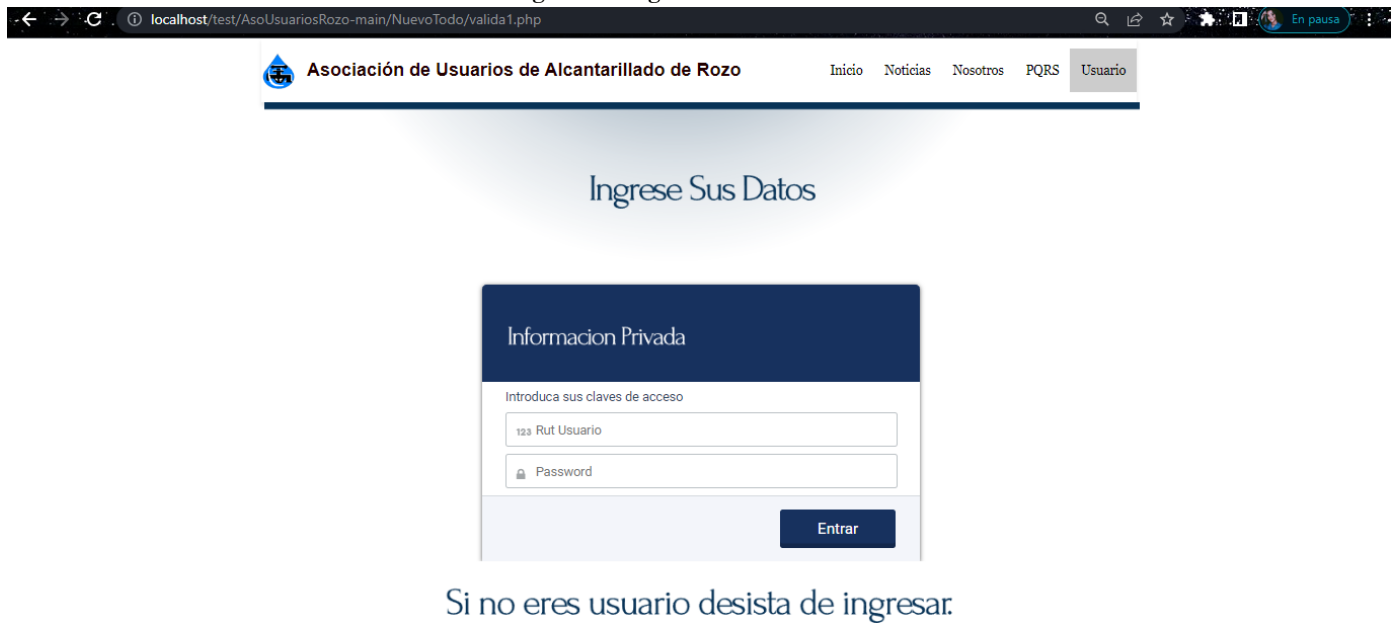 localhost/test/AsoUsuariosRozo-main/NuevoTodo/valida1.php
En pausa
Asociación de Usuarios de Alcantarillado de Rozo
Inicio Noticias Nosotros PQRS Usuario
Ingrese Sus Datos
Informacion Privada
Introduca sus claves de acceso
123 Rut Usuario
Password
Entrar
Si no eres usuario desista de ingresar.